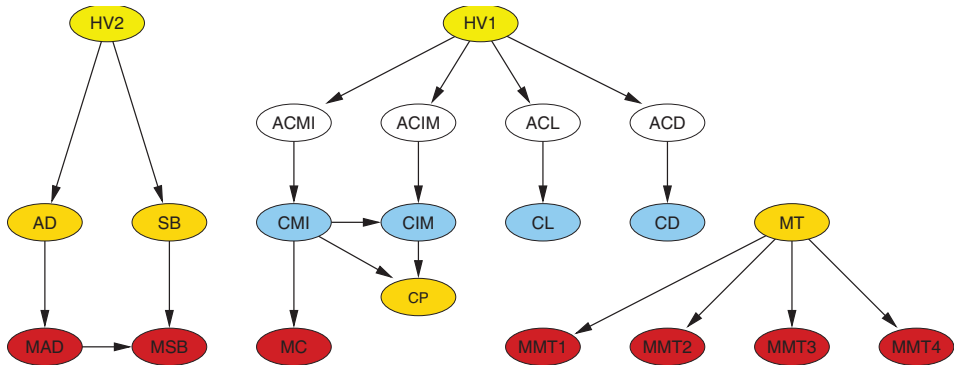 HV2 HV1
ACMI ACIM ACL ACD
AD SB CMI CIM CL CD MT
CP
MAD MSB MC MMT1 MMT2 MMT3 MMT4